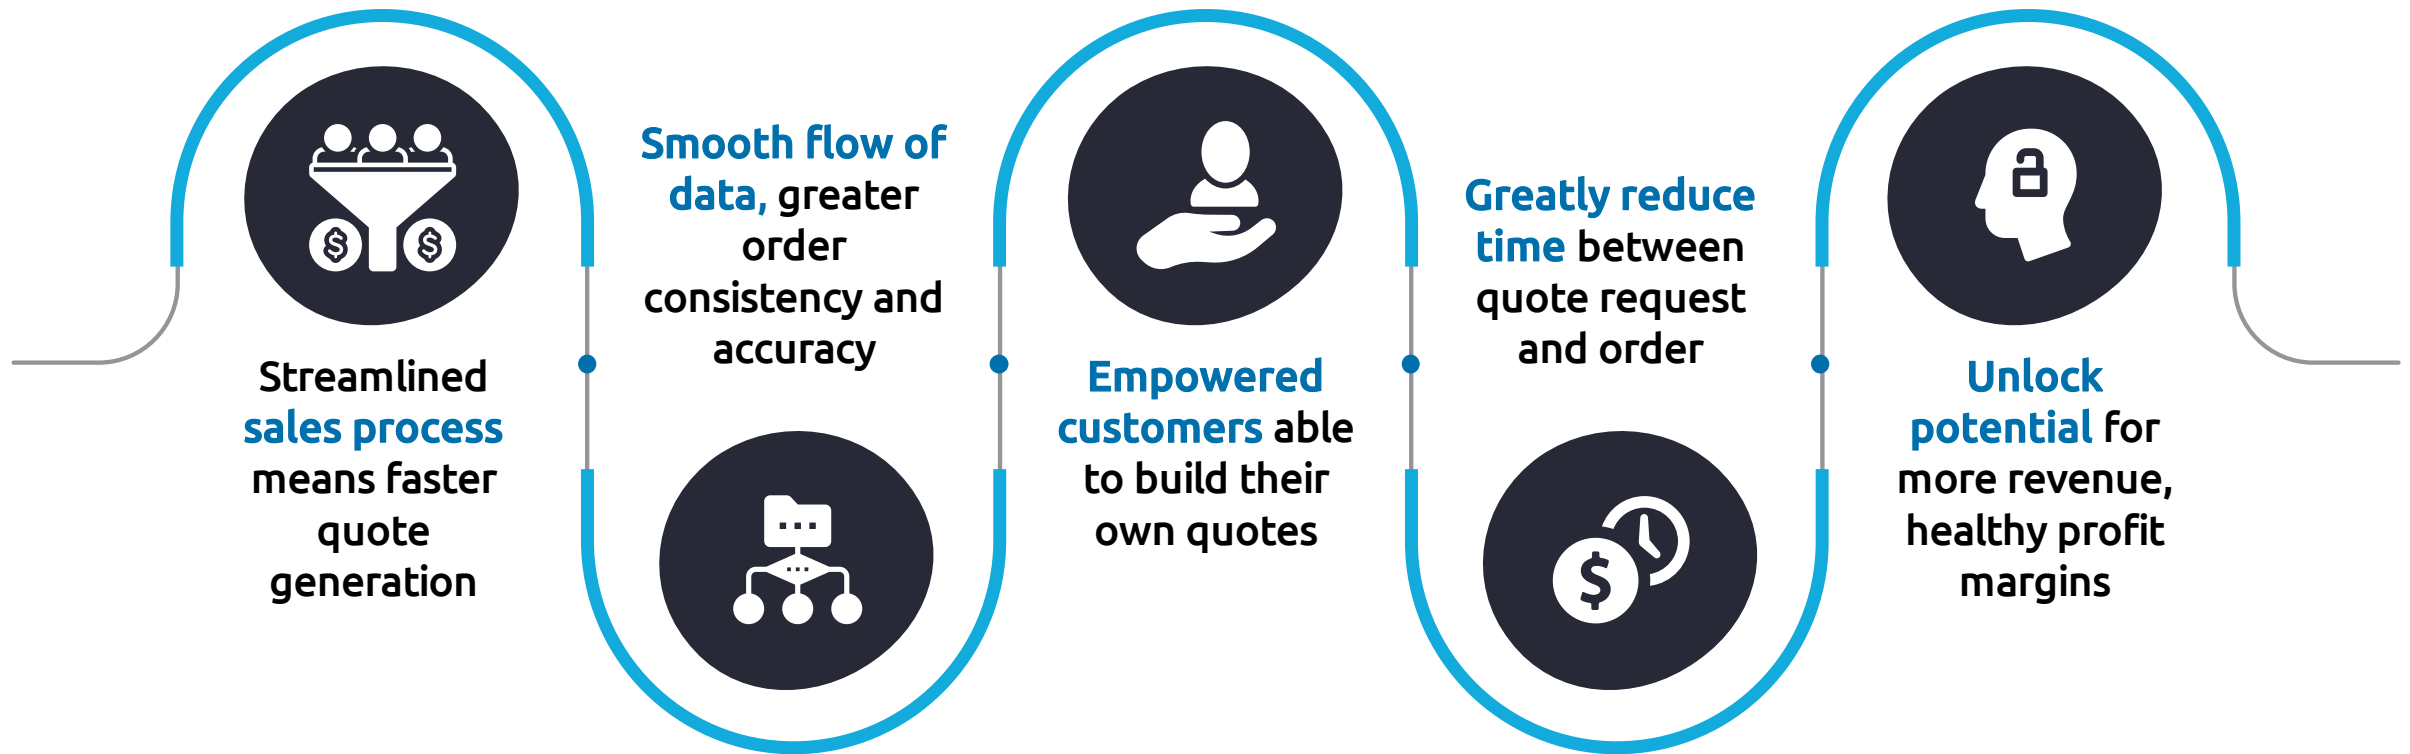 Streamlined
sales process
means faster
quote
generation
Smooth flow of
data, greater
order
consistency and
accuracy
Empowered
customers able
to build their
own quotes
Greatly reduce
time between
quote request
and order
Unlock
potential for
more revenue,
healthy profit
margins